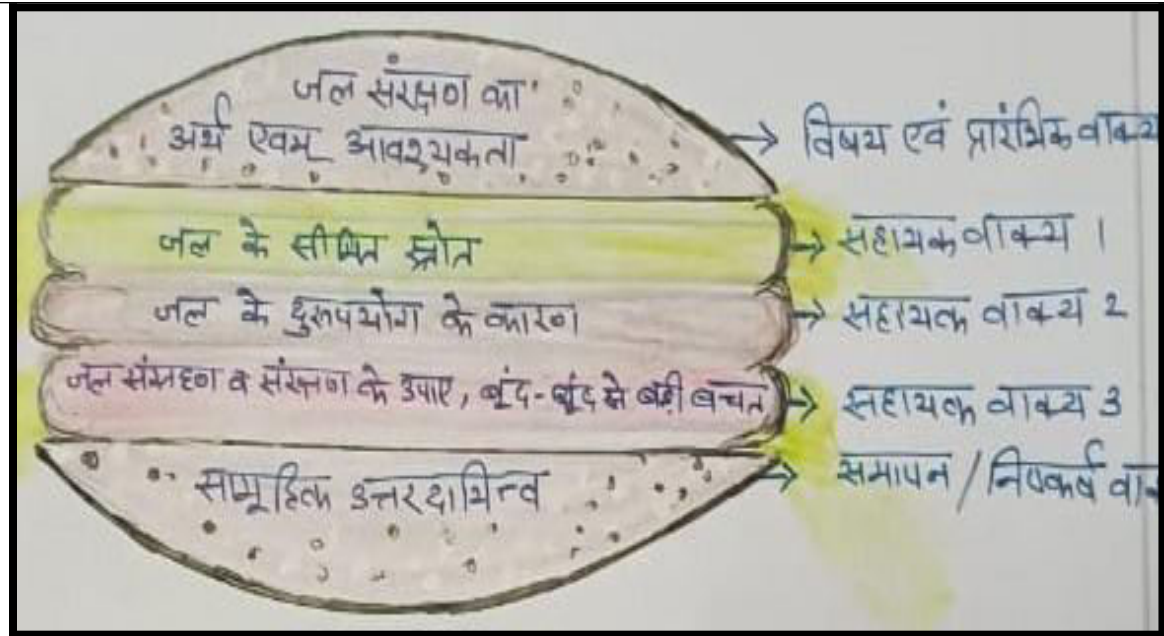 जल संरक्षण का
अर्थ एवम् आवश्यकता
→ विषय एवं प्रारंभिक वाक्य
जल के सीमित स्रोत
→ सहायक वाक्य 1
जल के दुरुपयोग के कारण
→ सहायक वाक्य 2
जल संग्रहण व संरक्षण के उपाए, बूंद-बूंद से बड़ी बचत
→ सहायक वाक्य 3
सामूहिक उत्तरदायित्व
→ समापन / निष्कर्ष